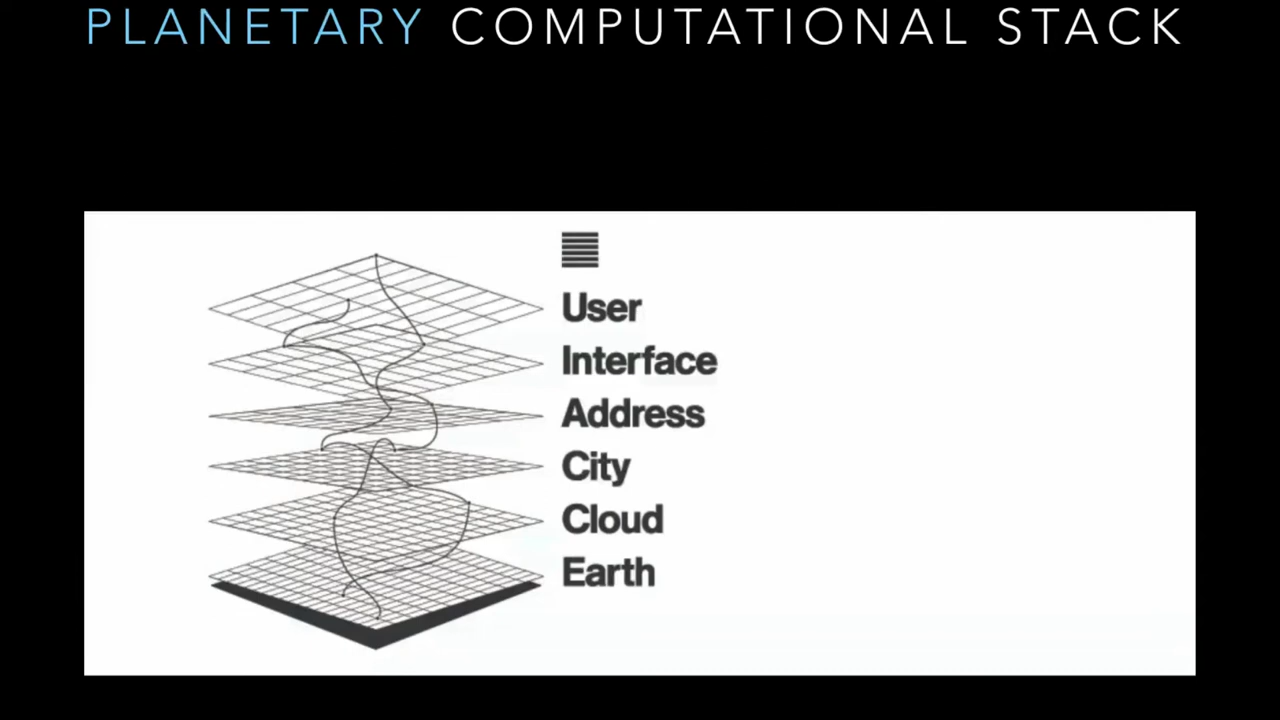 PLANETARY COMPUTATIONAL STACK
User
Interface
Address
City
Cloud
Earth